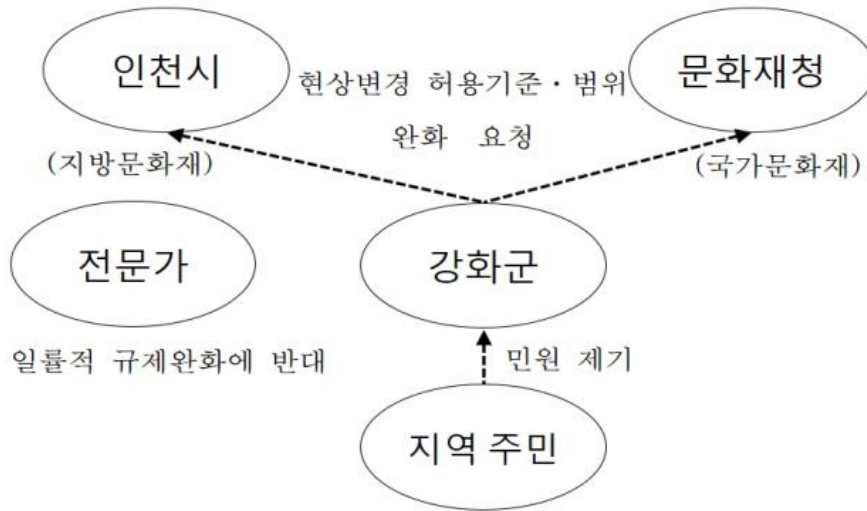 인천시
문화재청
현상변경 허용기준·범위
완화 요청
(지방문화재)
(국가문화재)
전문가
강화군
일률적 규제완화에 반대
민원 제기
지역 주민